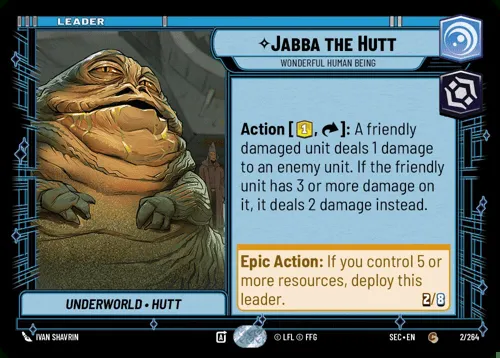 LEADER
✧JABBA THE HUTT
WONDERFUL HUMAN BEING
Action [1, ]: A friendly
damaged unit deals 1 damage
to an enemy unit. If the friendly
unit has 3 or more damage on
it, it deals 2 damage instead.
Epic Action: If you control 5 or
more resources, deploy this
leader.
2/8
UNDERWORLD • HUTT
IVAN SHAVRIN
A
© LFL © FFG
SEC • EN
C
2/264